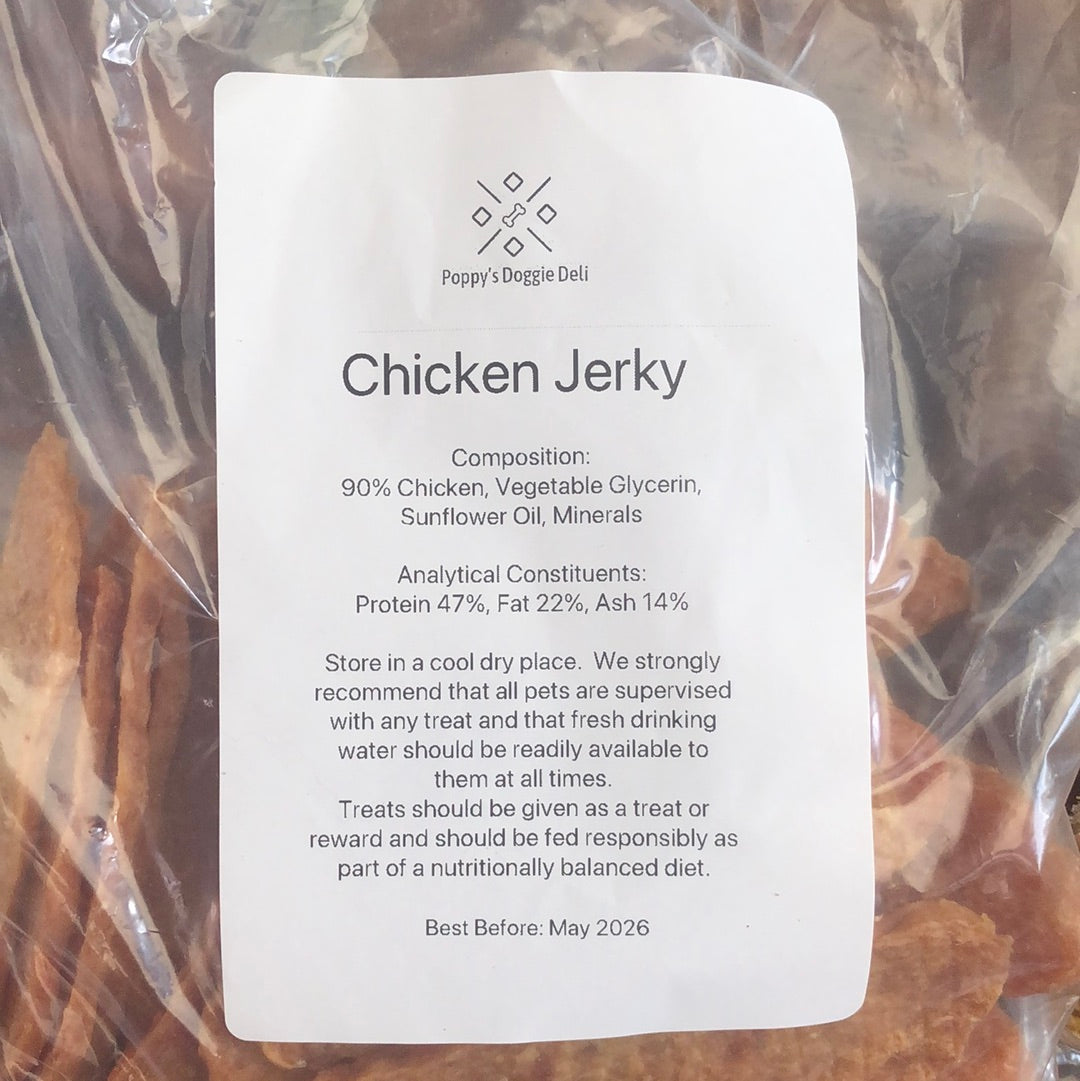 Poppy's Doggie Deli
Chicken Jerky
Composition:
90% Chicken, Vegetable Glycerin,
Sunflower Oil, Minerals
Analytical Constituents:
Protein 47%, Fat 22%, Ash 14%
Store in a cool dry place.  We strongly
recommend that all pets are supervised
with any treat and that fresh drinking
water should be readily available to
them at all times.
Treats should be given as a treat or
reward and should be fed responsibly as
part of a nutritionally balanced diet.
Best Before: May 2026